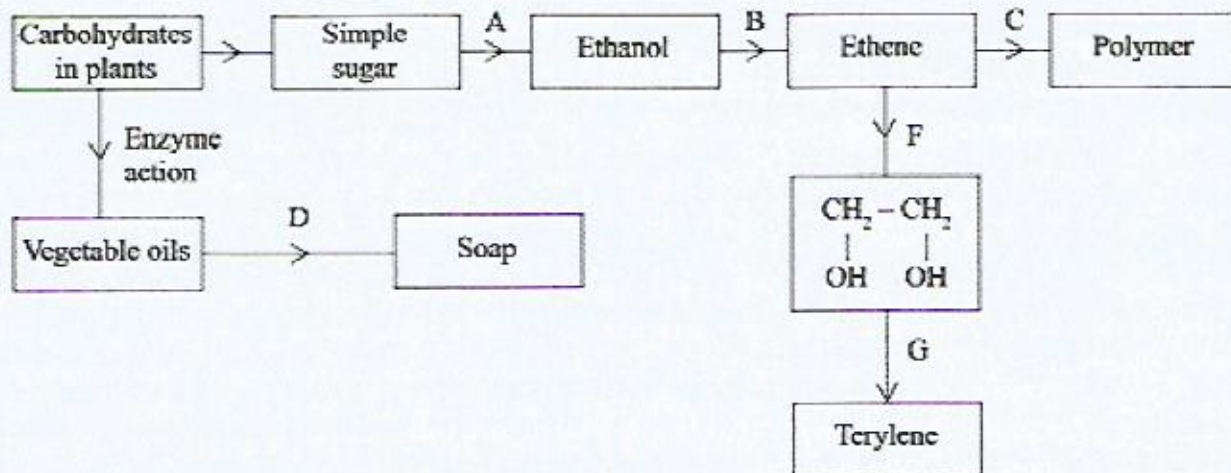 A
B
C
Carbohydrates
in plants
Simple
sugar
Ethanol
Ethene
Polymer
Enzyme
action
F
D
Vegetable oils
Soap
CH₂ – CH₂
| |
OH OH
G
Terylene